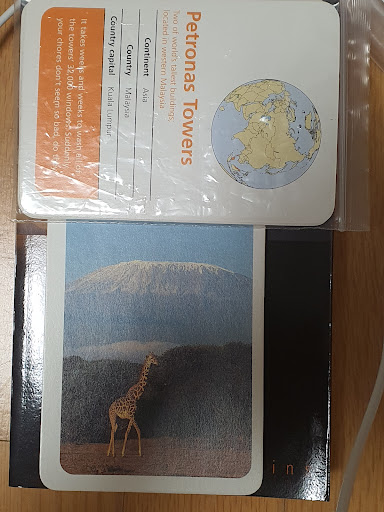 Petronas Towers
Two of world's tallest buildings,
located in western Malaysia
Continent Asia
Country Malaysia
Country capital Kuala Lumpur
It takes weeks and weeks to wash each of
the towers' 32,000 windows. Suddenly,
your chores don't seem so bad, do they
in